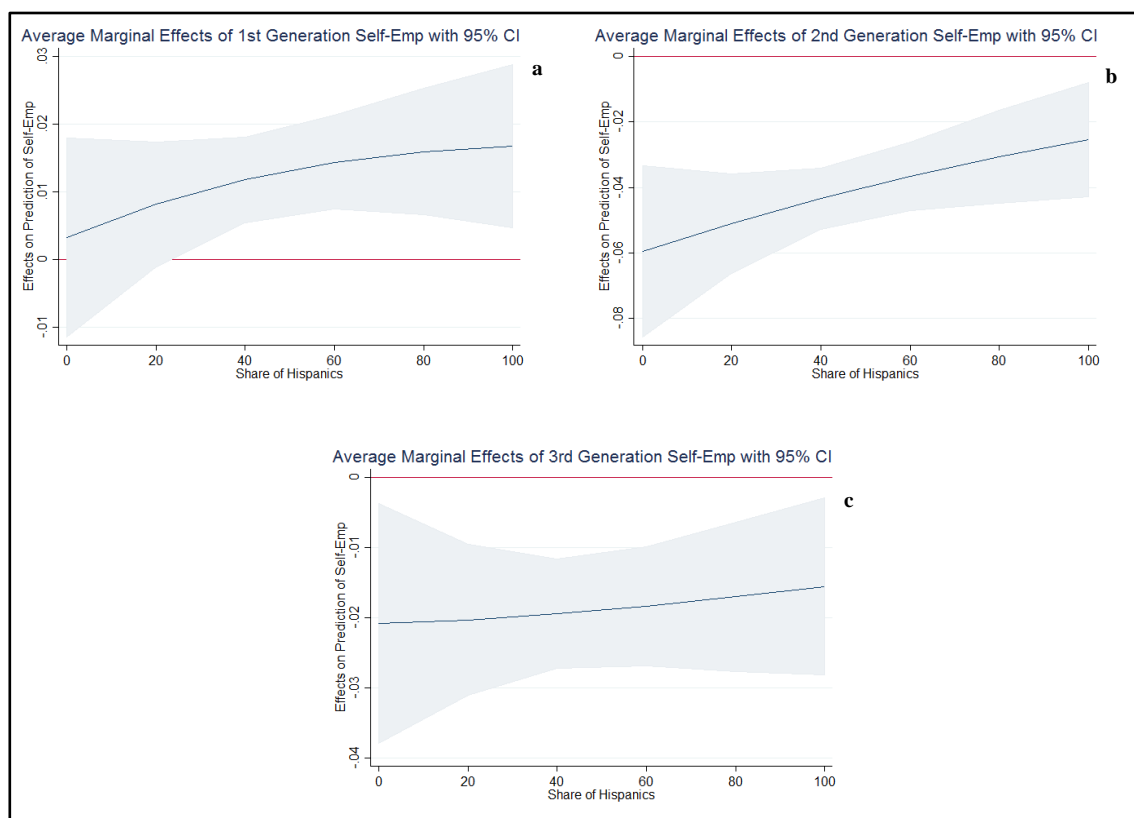 Average Marginal Effects of 1st Generation Self-Emp with 95% CI
a
Effects on Prediction of Self-Emp
.03
.02
.01
0
-.01
0 20 40 60 80 100
Share of Hispanics
Average Marginal Effects of 2nd Generation Self-Emp with 95% CI
b
Effects on Prediction of Self-Emp
0
-.02
-.04
-.06
-.08
0 20 40 60 80 100
Share of Hispanics
Average Marginal Effects of 3rd Generation Self-Emp with 95% CI
c
Effects on Prediction of Self-Emp
0
-.01
-.02
-.03
-.04
0 20 40 60 80 100
Share of Hispanics